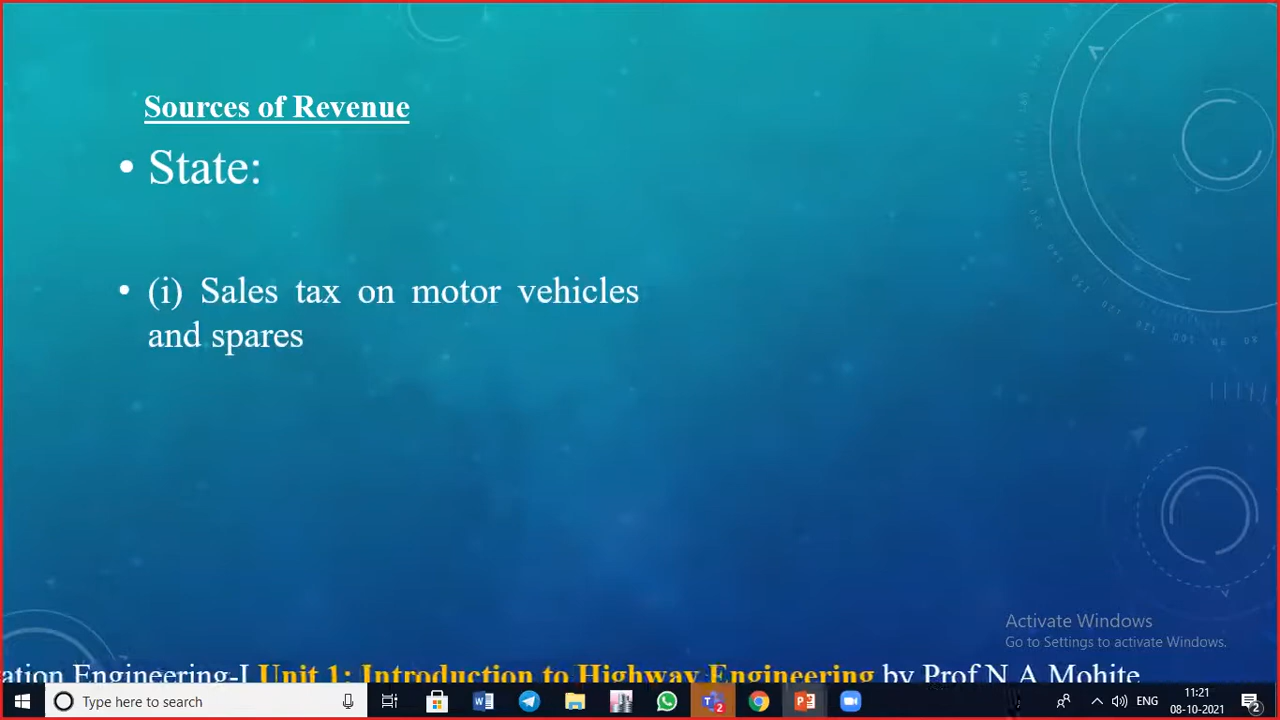 Sources of Revenue
• State:
• (i) Sales tax on motor vehicles
and spares
Activate Windows
Go to Settings to activate Windows.
ation Engineering-I Unit 1: Introduction to Highway Engineering by Prof N A Mohite
Type here to search
2
ENG
11:21
08-10-2021
2